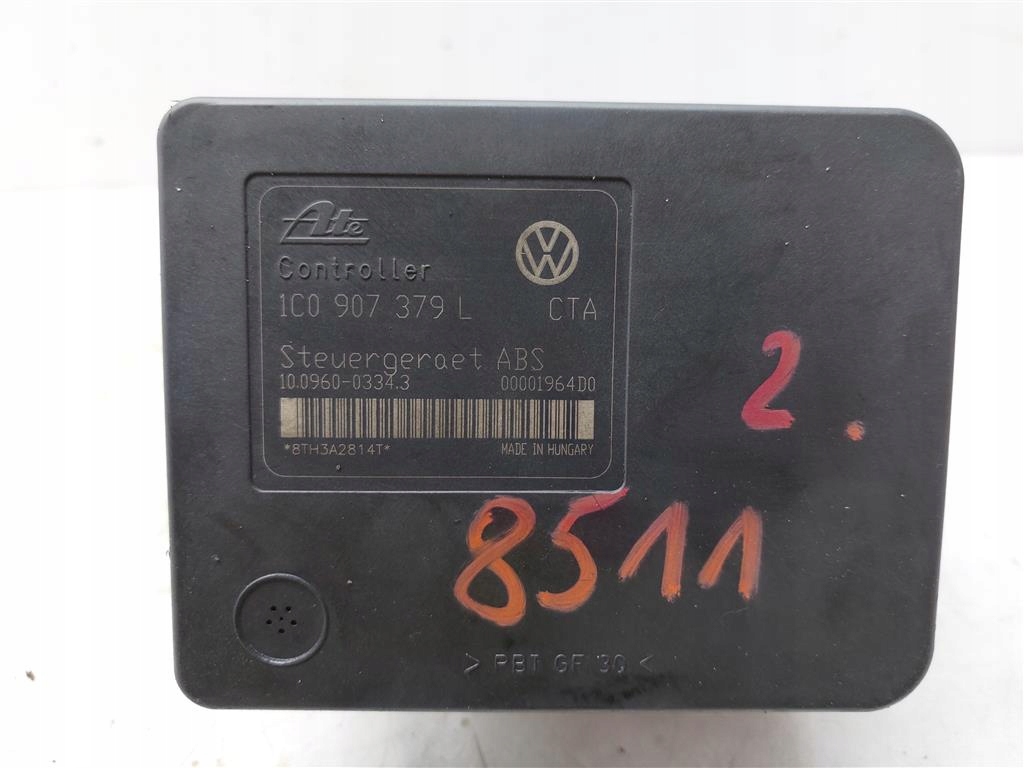 Ate
Controller
1C0 907 379 L CTA
Steuergeraet ABS
10.0960-0334.3 00001964D0
*8TH3A2814T* MADE IN HUNGARY
2.
8511
> PBT GF 30 <